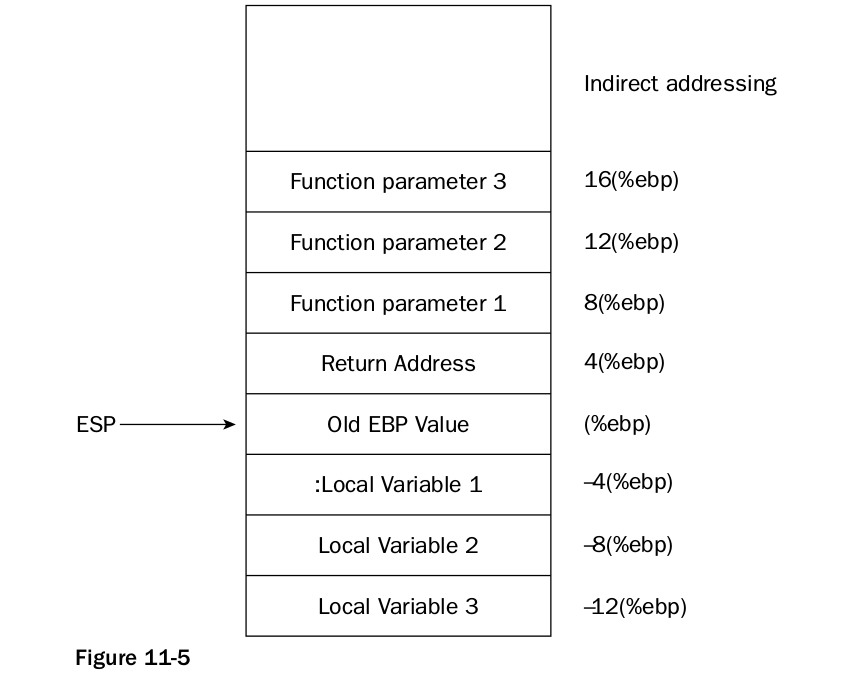 Indirect addressing
Function parameter 3 16(%ebp)
Function parameter 2 12(%ebp)
Function parameter 1 8(%ebp)
Return Address 4(%ebp)
ESP Old EBP Value (%ebp)
:Local Variable 1 –4(%ebp)
Local Variable 2 –8(%ebp)
Local Variable 3 –12(%ebp)
Figure 11-5